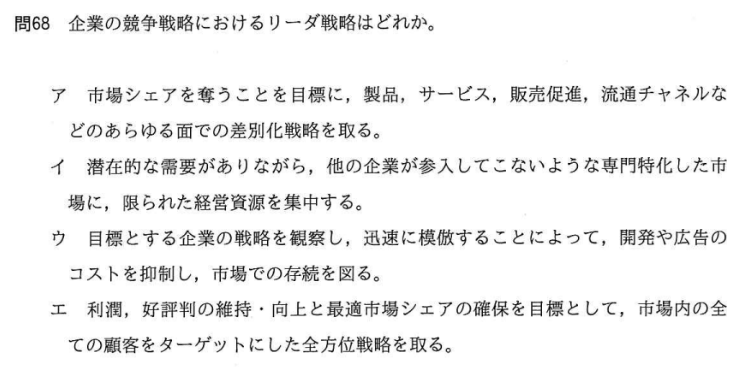 問68 企業の競争戦略におけるリーダ戦略はどれか。
ア 市場シェアを奪うことを目標に，製品，サービス，販売促進，流通チャネルな
どのあらゆる面での差別化戦略を取る。
イ 潜在的な需要がありながら，他の企業が参入してこないような専門特化した市
場に，限られた経営資源を集中する。
ウ 目標とする企業の戦略を観察し，迅速に模倣することによって，開発や広告の
コストを抑制し，市場での存続を図る。
エ 利潤，好評判の維持・向上と最適市場シェアの確保を目標として，市場内の全
ての顧客をターゲットにした全方位戦略を取る。